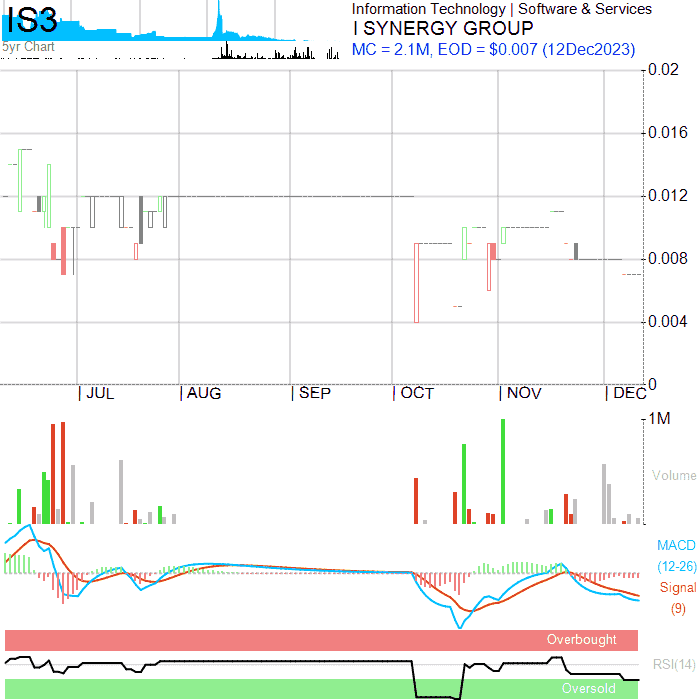 IS3
5yr Chart
Information Technology | Software & Services
I SYNERGY GROUP
MC = 2.1M, EOD = $0.007 (12Dec2023)
0.02
0.016
0.012
0.008
0.004
0
| JUL | AUG | SEP | OCT | NOV | DEC
1M
Volume
MACD
(12-26)
Signal
(9)
Overbought
RSI(14)
Oversold